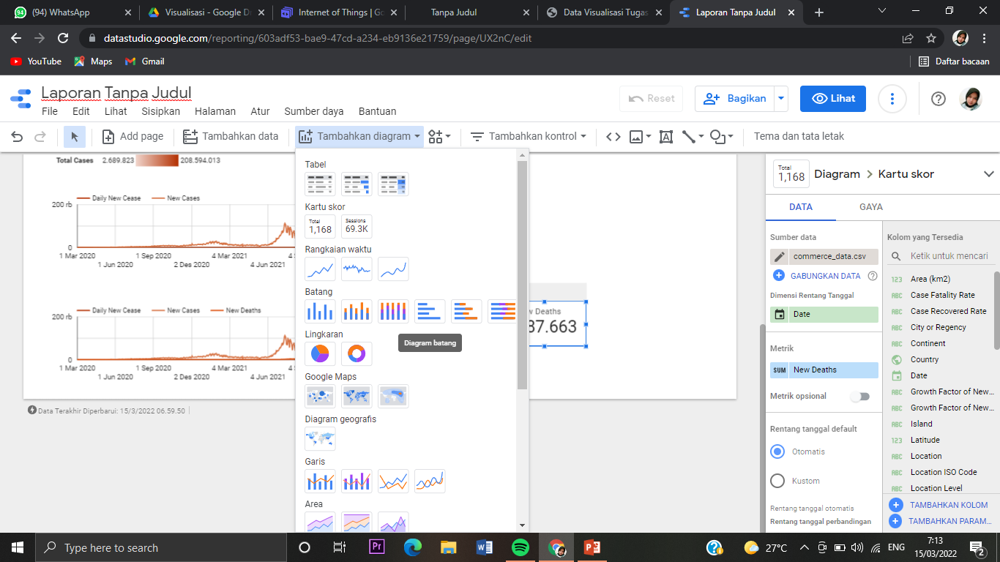 (94) WhatsApp
Visualisasi - Google Dr
Internet of Things | Go
Tanpa Judul
Data Visualisasi Tugas
Laporan Tanpa Judul
datastudio.google.com/reporting/603adf53-bae9-47cd-a234-eb9136e21759/page/UX2nC/edit
YouTube
Maps
Gmail
Daftar bacaan
Laporan Tanpa Judul
Reset
Bagikan
Lihat
File Edit Lihat Sisipkan Halaman Atur Sumber daya Bantuan
Add page
Tambahkan data
Tambahkan diagram
Tambahkan kontrol
Tema dan tata letak
Total Cases 2.689.823 208.594.013
Daily New Cease New Cases
200 rb
0
1 Mar 2020 1 Sep 2020 4 Mar 2021
1 Jun 2020 2 Des 2020 4 Jun 2021
Daily New Cease New Cases New Deaths
200 rb
0
1 Mar 2020 1 Sep 2020 4 Mar 2021
1 Jun 2020 2 Des 2020 4 Jun 2021
Data Terakhir Diperbarui: 15/3/2022 06.59.50
Tabel
Kartu skor
Total
1,168
Sessions
69.3K
Rangkaian waktu
Batang
Diagram batang
Lingkaran
Google Maps
Diagram geografis
Garis
Area
w Deaths
87.663
Total
1,168
Diagram > Kartu skor
DATA
GAYA
Sumber data
commerce_data.csv
GABUNGKAN DATA
Dimensi Rentang Tanggal
Date
Metrik
SUM New Deaths
Metrik opsional
Rentang tanggal default
Otomatis
Kustom
Rentang tanggal otomatis
Rentang tanggal perbandingan
Kolom yang Tersedia
Ketik untuk mencari
123 Area (km2)
ABC Case Fatality Rate
ABC Case Recovered Rate
ABC City or Regency
ABC Continent
Country
Date
ABC Growth Factor of New...
ABC Growth Factor of New...
ABC Island
123 Latitude
ABC Location
ABC Location ISO Code
ABC Location Level
TAMBAHKAN KOLOM
TAMBAHKAN PARAM...
Type here to search
27°C
ENG
7:13
15/03/2022
2